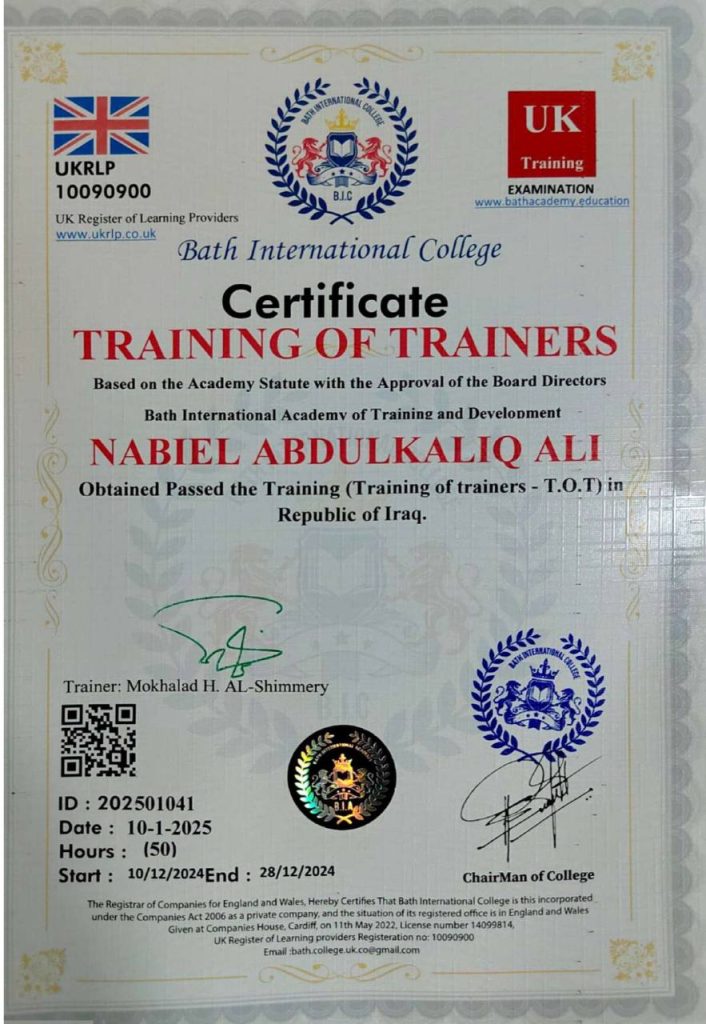 BATH INTERNATIONAL COLLEGE
B.I.C
UKRLP
10090900
UK Register of Learning Providers
www.ukrlp.co.uk
UK
Training
EXAMINATION
www.bathacademy.education
Bath International College
Certificate
TRAINING OF TRAINERS
Based on the Academy Statute with the Approval of the Board Directors
Bath International Academy of Training and Development
NABIEL ABDULKALIQ ALI
Obtained Passed the Training (Training of trainers - T.O.T) in
Republic of Iraq.
Trainer: Mokhalad H. AL-Shimmery
BATH INTERNATIONAL COLLEGE
B.I.C
B.I.A
ID : 202501041
Date : 10-1-2025
Hours : (50)
Start : 10/12/2024End : 28/12/2024
ChairMan of College
The Registrar of Companies for England and Wales, Hereby Certifies That Bath International College is this incorporated
under the Companies Act 2006 as a private company, and the situation of its registered office is in England and Wales
Given at Companies House, Cardiff, on 11th May 2022, License number 14099814,
UK Register of Learning providers Registeration no: 10090900
Email :bath.college.uk.co@gmail.com